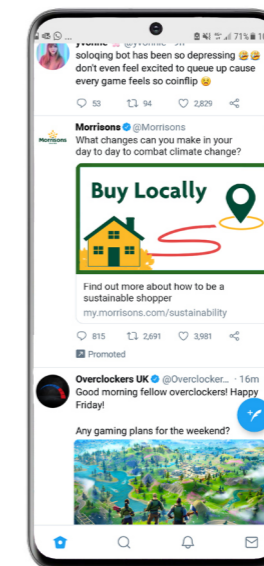 71%
yvonne
soloqing bot has been so depressing
don't even feel excited to queue up cause
every game feels so coinflip
53 94 2,829
Morrisons @Morrisons
Morrisons
What changes can you make in your
day to day to combat climate change?
Buy Locally
Find out more about how to be a
sustainable shopper
my.morrisons.com/sustainability
815 2,691 3,981
Promoted
Overclockers UK @Overclocker... · 16m
Good morning fellow overclockers! Happy
Friday!
Any gaming plans for the weekend?